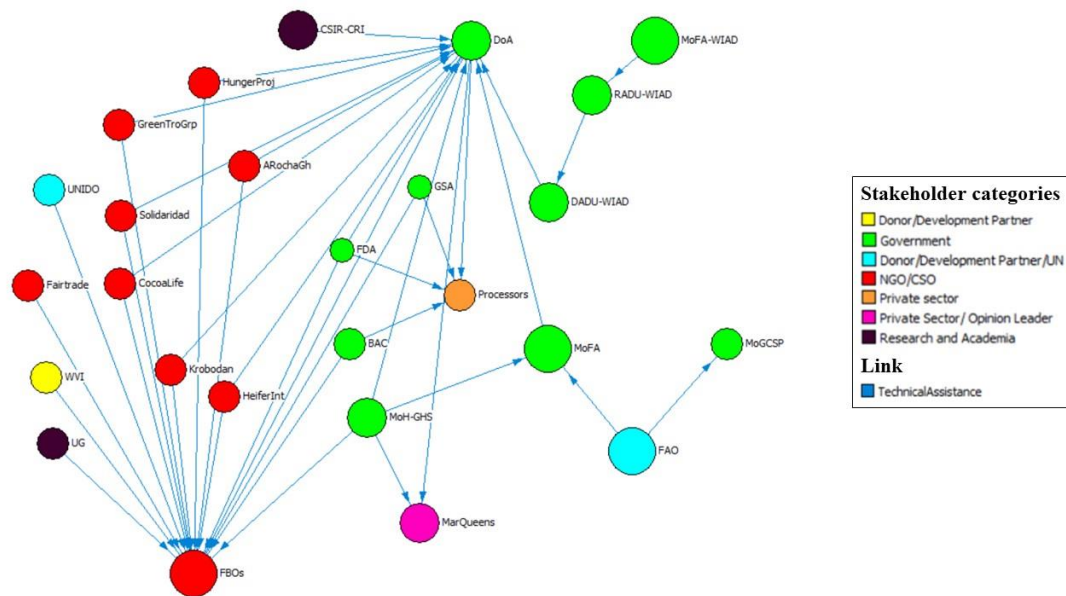 CSIR-CRI
DoA
MoFA-WIAD
HungerProj
RADU-WIAD
GreenTroGrp
ARochaGh
UNIDO
GSA
DADU-WIAD
Solidaridad
FDA
Fairtrade
CocoaLife
Processors
BAC
MoFA
MoGCSP
WVI
Krobodan
HeiferInt
MoH-GHS
UG
FAO
MarQueens
FBOs
Stakeholder categories
Donor/Development Partner
Government
Donor/Development Partner/UN
NGO/CSO
Private sector
Private Sector/ Opinion Leader
Research and Academia
Link
TechnicalAssistance